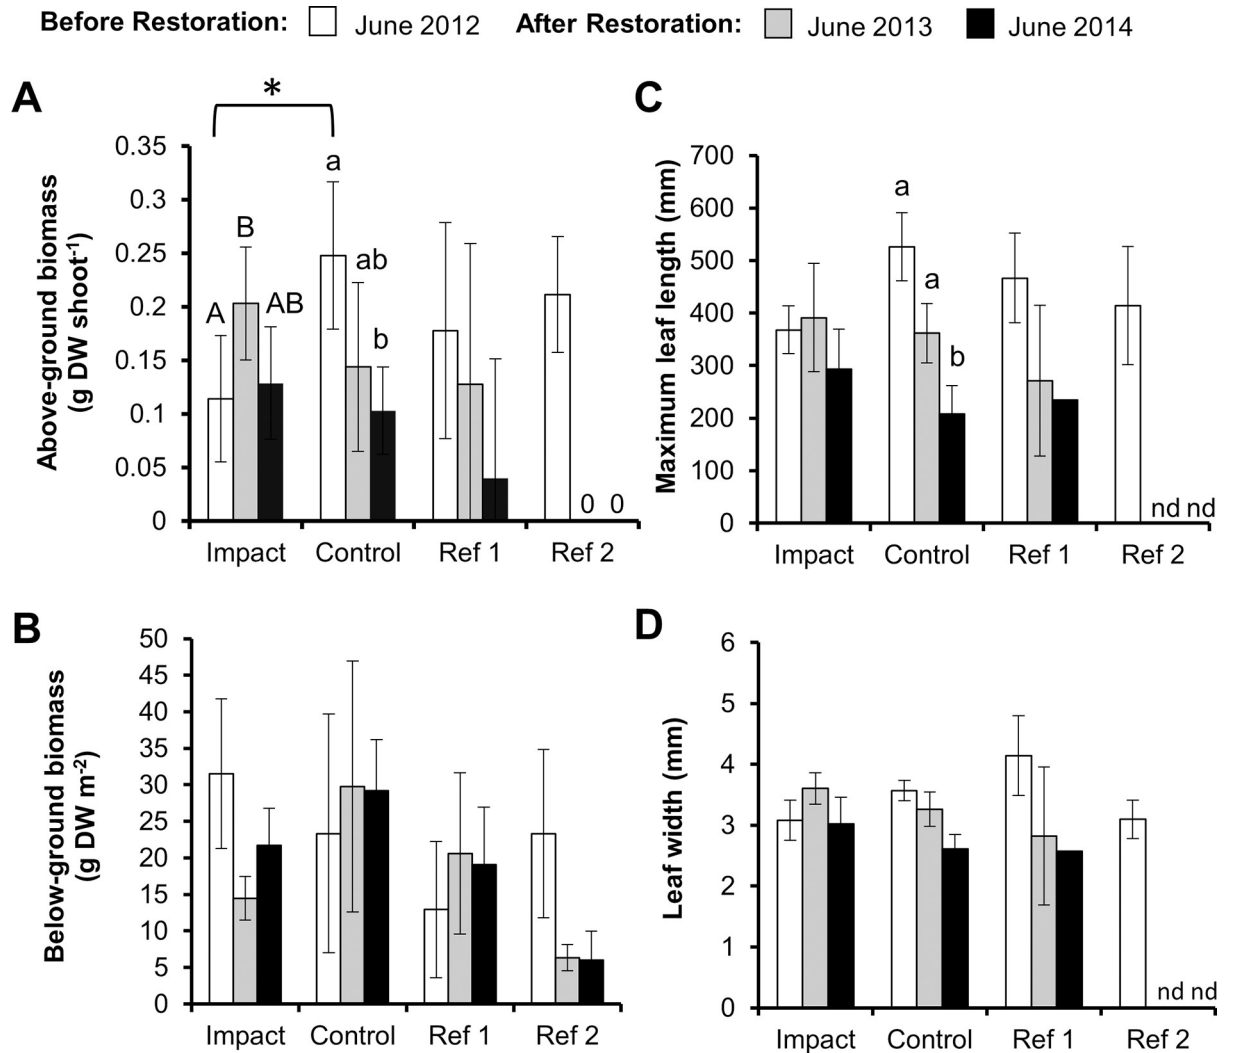 Before Restoration: June 2012 After Restoration: June 2013 June 2014
A
*
Above-ground biomass
(g DW shoot⁻¹)
0.35
0.3
0.25
0.2
0.15
0.1
0.05
0
A
B
AB
a
ab
b
0 0
Impact Control Ref 1 Ref 2
C
Maximum leaf length (mm)
700
600
500
400
300
200
100
0
a
a
b
nd nd
Impact Control Ref 1 Ref 2
B
Below-ground biomass
(g DW m⁻²)
50
45
40
35
30
25
20
15
10
5
0
Impact Control Ref 1 Ref 2
D
Leaf width (mm)
6
5
4
3
2
1
0
nd nd
Impact Control Ref 1 Ref 2